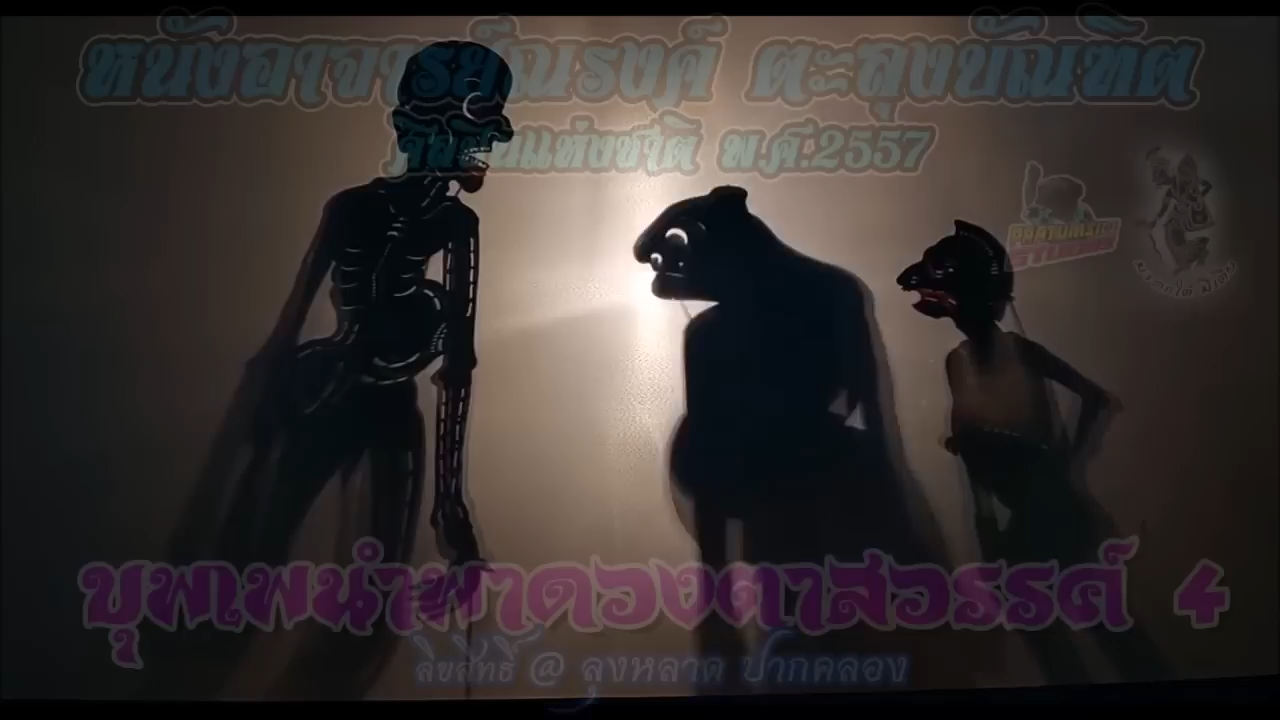 หนังอาจารย์ณรงค์ ตะลุงบัณฑิต
ศิลปินแห่งชาติ พ.ศ.2557
บุพเพนำพาดวงตาสวรรค์ 4
ลิขสิทธิ์ @ ลุงหลาด ปากคลอง